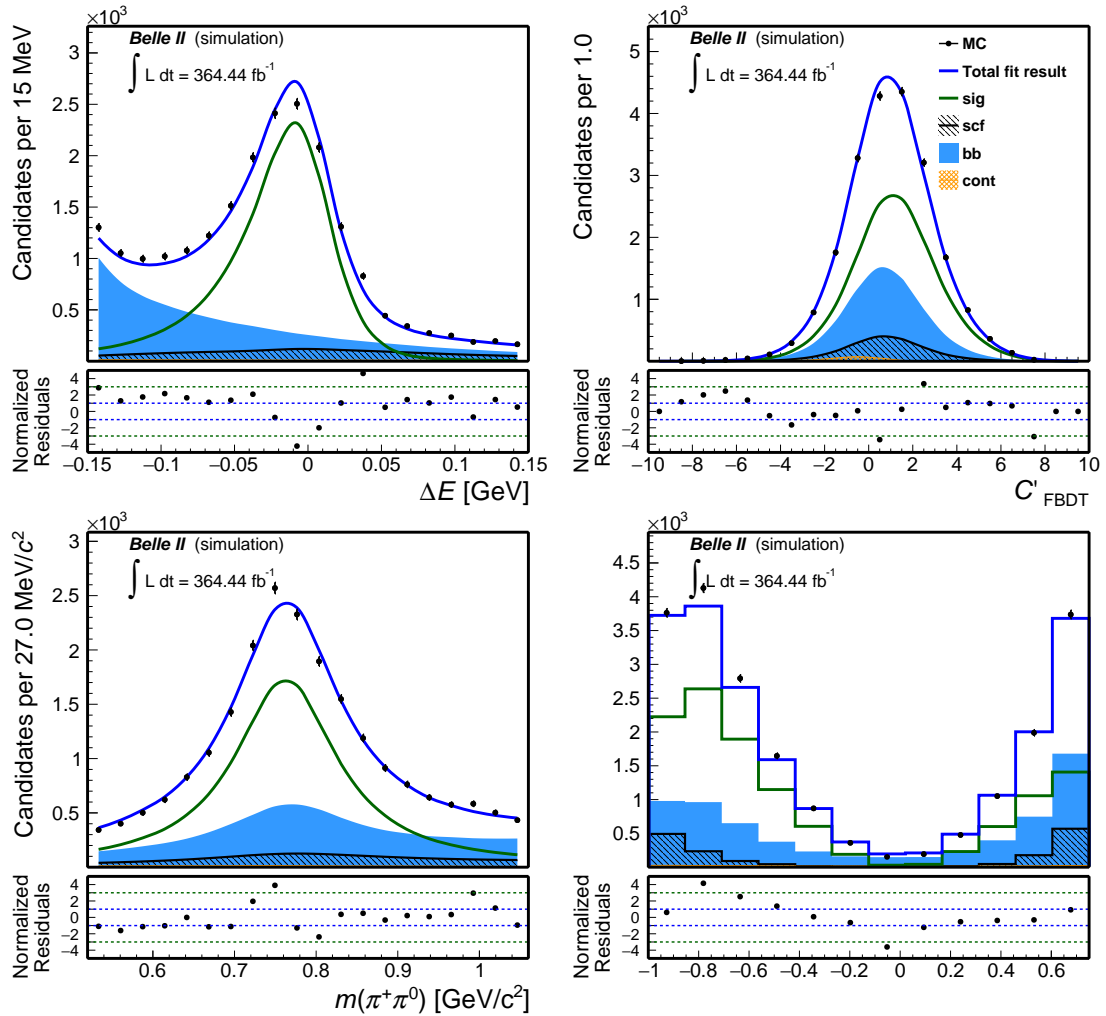 ×10³
Belle II (simulation)
∫ L dt = 364.44 fb⁻¹
Candidates per 15 MeV
3
2.5
2
1.5
1
0.5
Normalized Residuals
4
2
0
−2
−4
−0.15 −0.1 −0.05 0 0.05 0.1 0.15
ΔE [GeV]
×10³
Belle II (simulation)
∫ L dt = 364.44 fb⁻¹
MC
Total fit result
sig
scf
bb
cont
Candidates per 1.0
5
4
3
2
1
Normalized Residuals
4
2
0
−2
−4
−10 −8 −6 −4 −2 0 2 4 6 8 10
C'FBDT
×10³
Belle II (simulation)
∫ L dt = 364.44 fb⁻¹
Candidates per 27.0 MeV/c²
3
2.5
2
1.5
1
0.5
Normalized Residuals
4
2
0
−2
−4
0.6 0.7 0.8 0.9 1
m(π⁺π⁰) [GeV/c²]
×10³
Belle II (simulation)
∫ L dt = 364.44 fb⁻¹
4.5
4
3.5
3
2.5
2
1.5
1
0.5
Normalized Residuals
4
2
0
−2
−4
−1 −0.8 −0.6 −0.4 −0.2 0 0.2 0.4 0.6